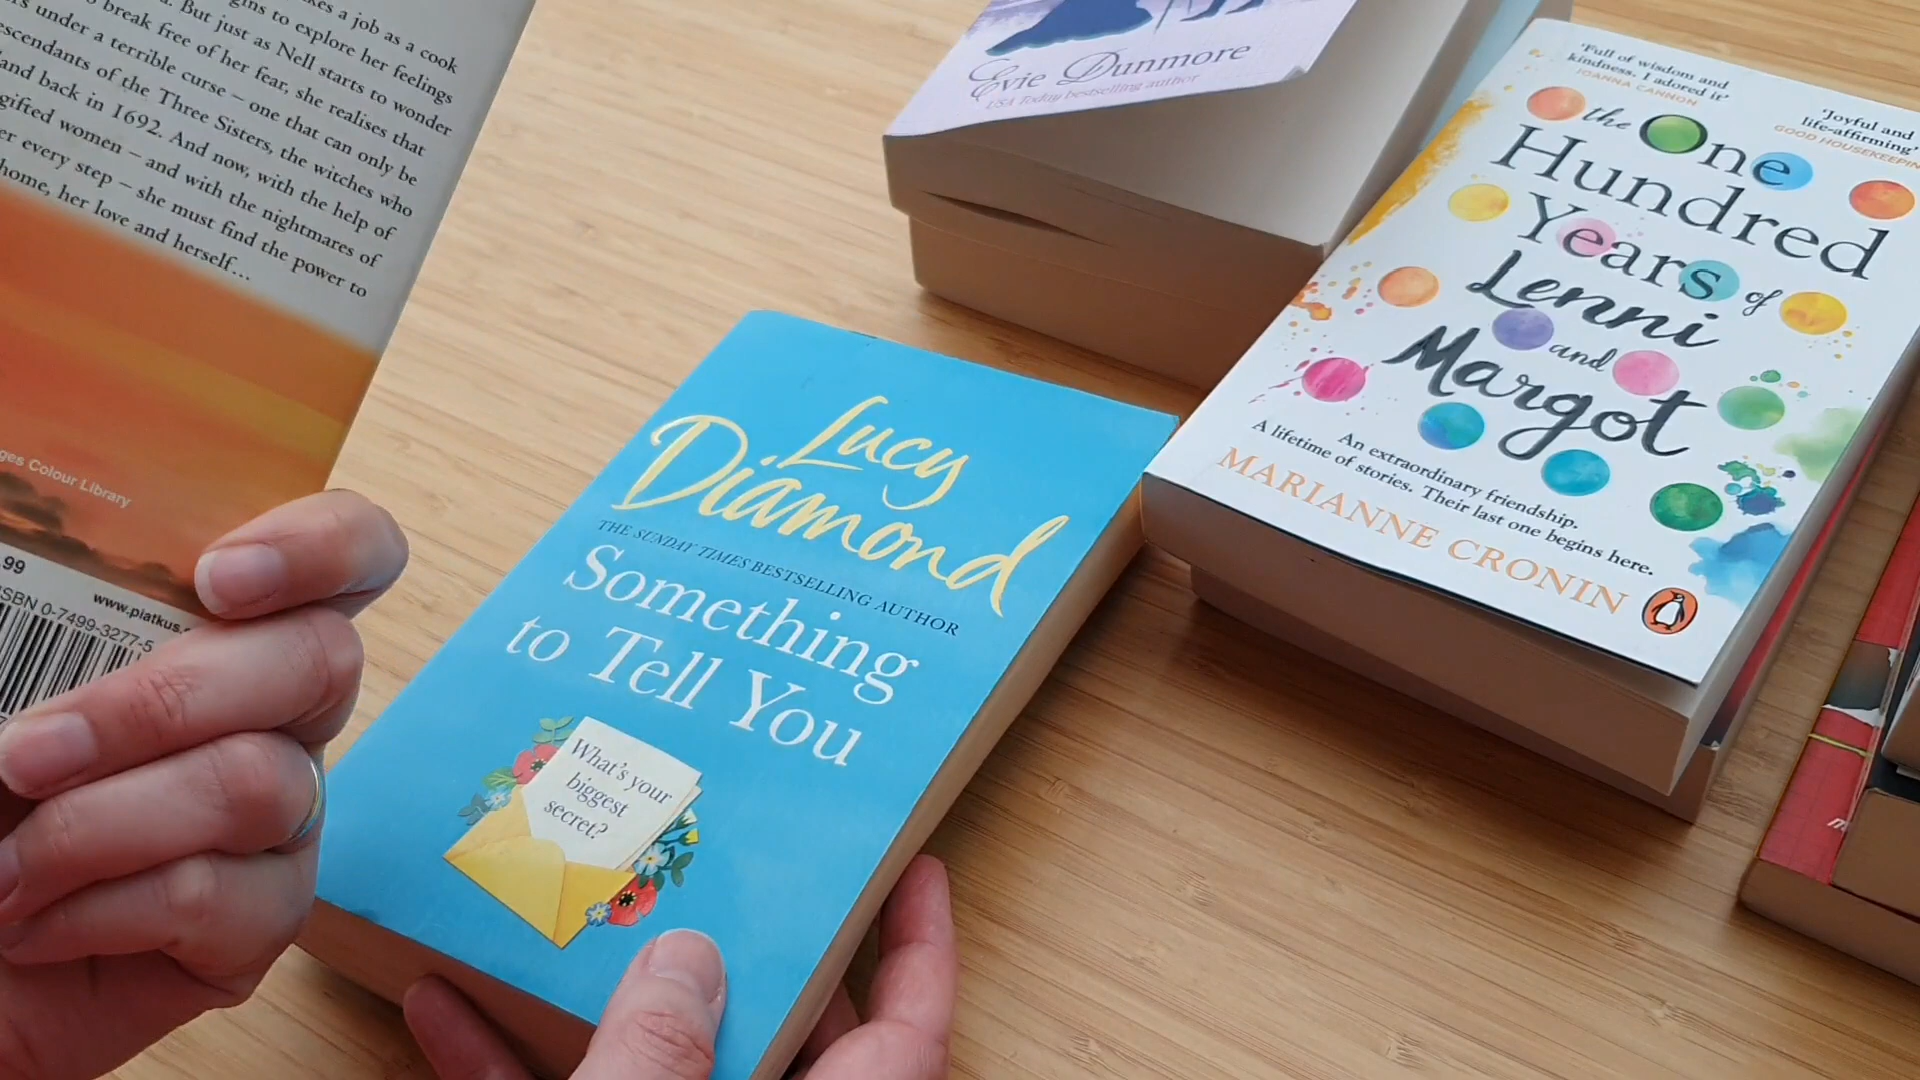 akes a job as a cook
gins to explore her feelings
. But just as Nell starts to wonder
break free of her fear, she realises that
rs under a terrible curse – one that can only be
escendants of the Three Sisters, the witches who
and back in 1692. And now, with the help of
gifted women – and with the nightmares of
er every step – she must find the power to
home, her love and herself...
ges Colour Library
.99
www.piatkus.
ISBN 0-7499-3277-5
Lucy
Diamond
THE SUNDAY TIMES BESTSELLING AUTHOR
Something
to Tell You
What's your
biggest
secret?
Evie Dunmore
USA Today bestselling author
'Full of wisdom and
kindness. I adored it'
JOANNA CANNON
'Joyful and
life-affirming'
GOOD HOUSEKEEPING
the One
Hundred
Years of
Lenni
and
Margot
An extraordinary friendship.
A lifetime of stories. Their last one begins here.
MARIANNE CRONIN